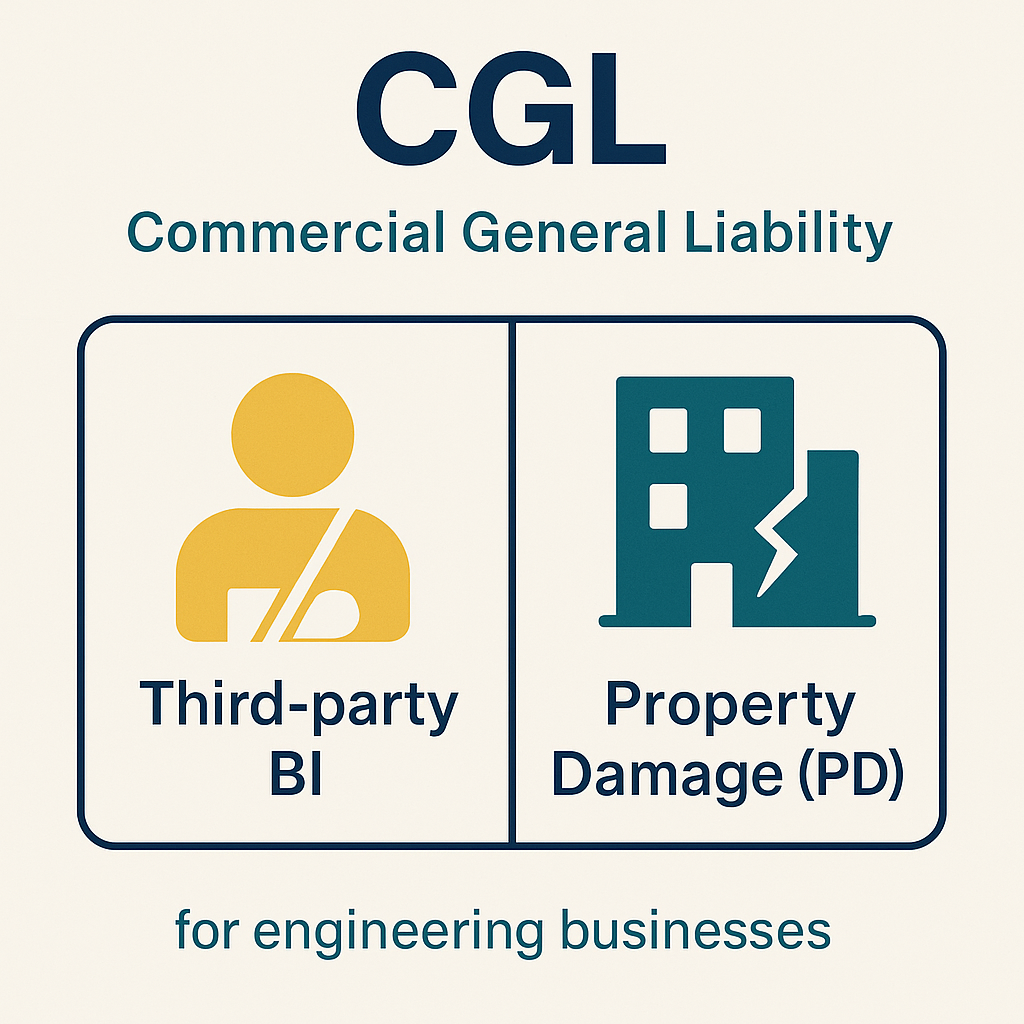 CGL
Commercial General Liability
Third-party
BI
Property
Damage (PD)
for engineering businesses